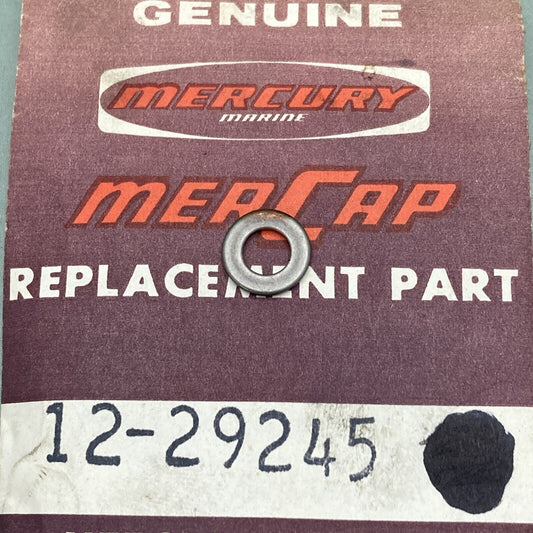 GENUINE
MERCURY
MARINE
MERCAP
REPLACEMENT PART
12-29245